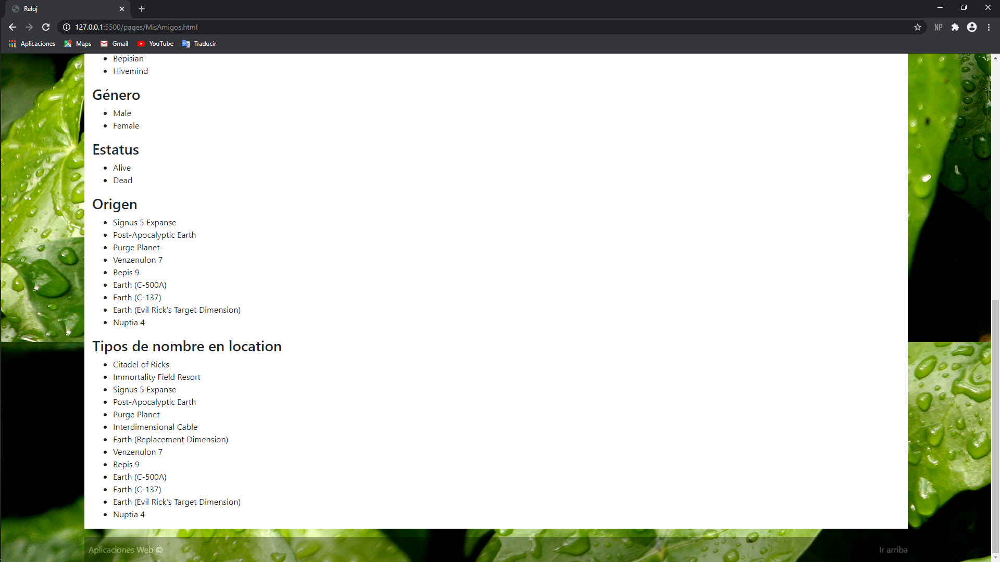 Reloj
127.0.0.1:5500/pages/MisAmigos.html
NP
Aplicaciones Maps Gmail YouTube Traducir
Bepisian
Hivemind
Género
Male
Female
Estatus
Alive
Dead
Origen
Signus 5 Expanse
Post-Apocalyptic Earth
Purge Planet
Venzenulon 7
Bepis 9
Earth (C-500A)
Earth (C-137)
Earth (Evil Rick's Target Dimension)
Nuptia 4
Tipos de nombre en location
Citadel of Ricks
Immortality Field Resort
Signus 5 Expanse
Post-Apocalyptic Earth
Purge Planet
Interdimensional Cable
Earth (Replacement Dimension)
Venzenulon 7
Bepis 9
Earth (C-500A)
Earth (C-137)
Earth (Evil Rick's Target Dimension)
Nuptia 4
Aplicaciones Web ©
Ir arriba